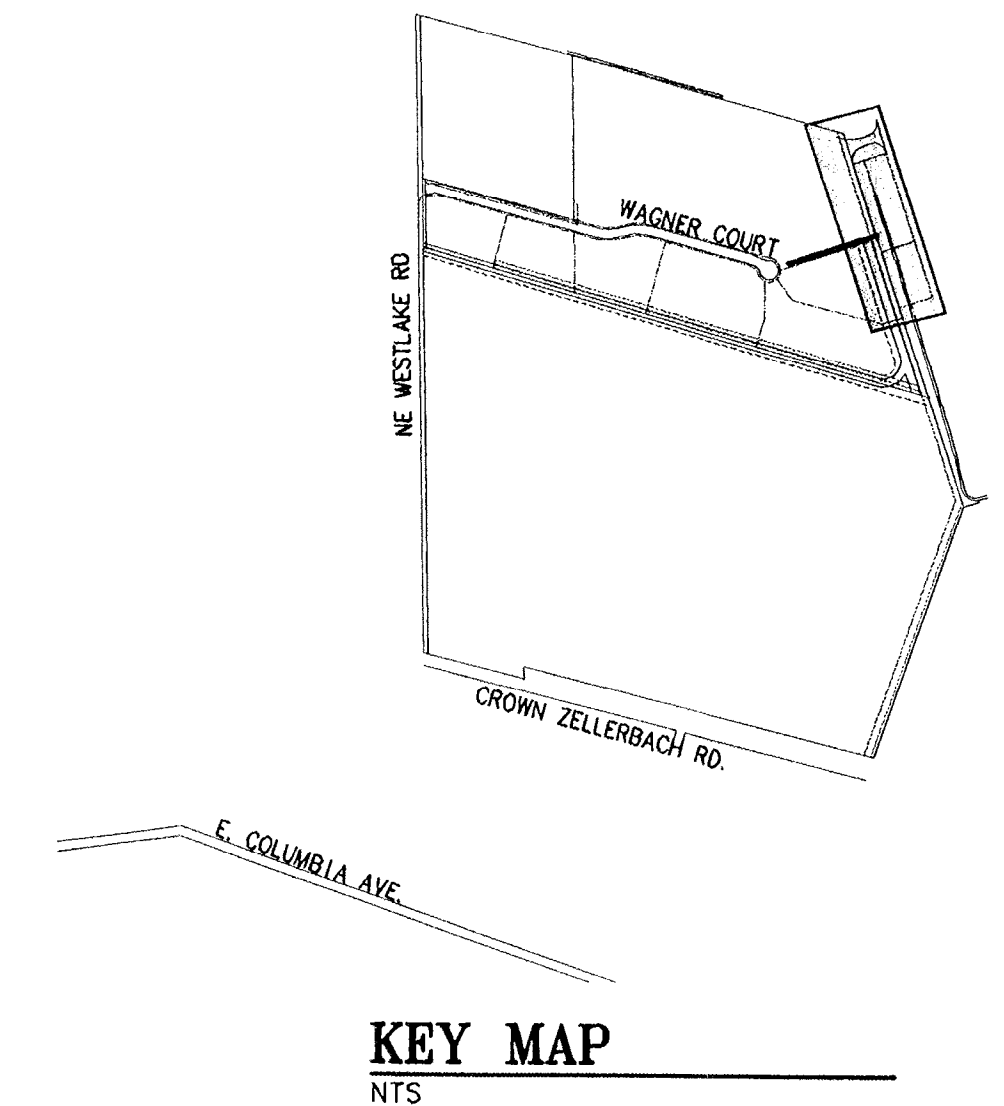 WAGNER COURT
NE WESTLAKE RD
CROWN ZELLERBACH RD.
E. COLUMBIA AVE.
KEY MAP
NTS